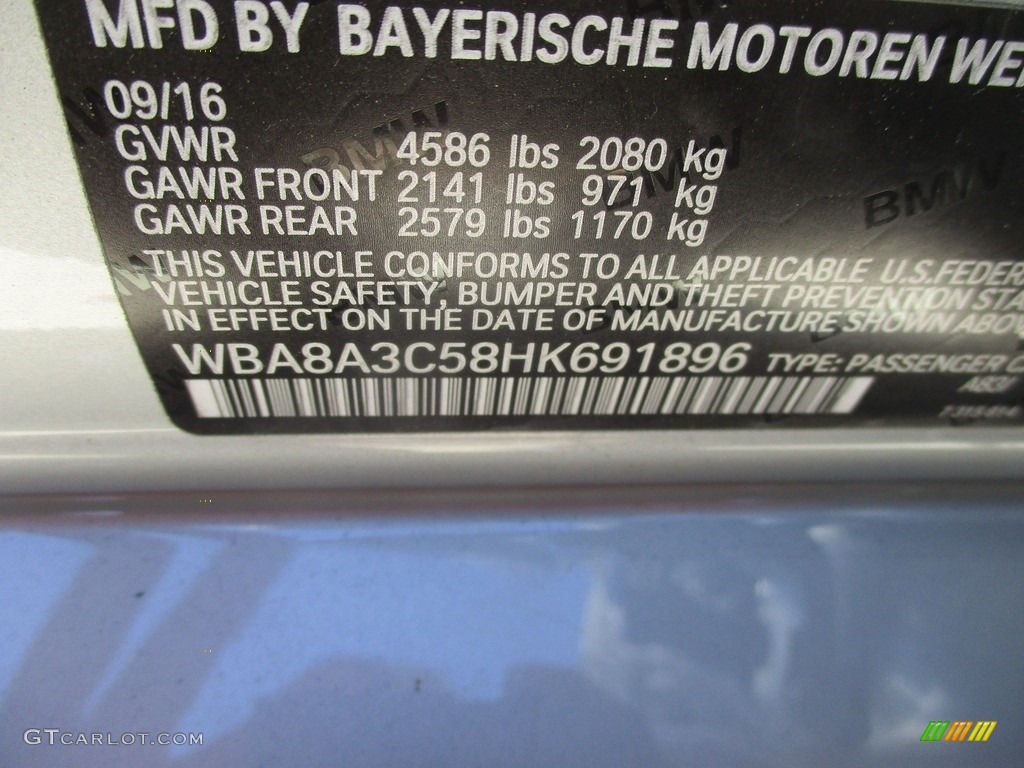 MFD BY BAYERISCHE MOTOREN WE
09/16
GVWR 4586 lbs 2080 kg
GAWR FRONT 2141 lbs 971 kg
GAWR REAR 2579 lbs 1170 kg
THIS VEHICLE CONFORMS TO ALL APPLICABLE U.S.FEDER
VEHICLE SAFETY, BUMPER AND THEFT PREVENTION STA
IN EFFECT ON THE DATE OF MANUFACTURE SHOWN ABO
WBA8A3C58HK691896 TYPE: PASSENGER C
BMW
BMW
BMW
GTCARLOT.COM